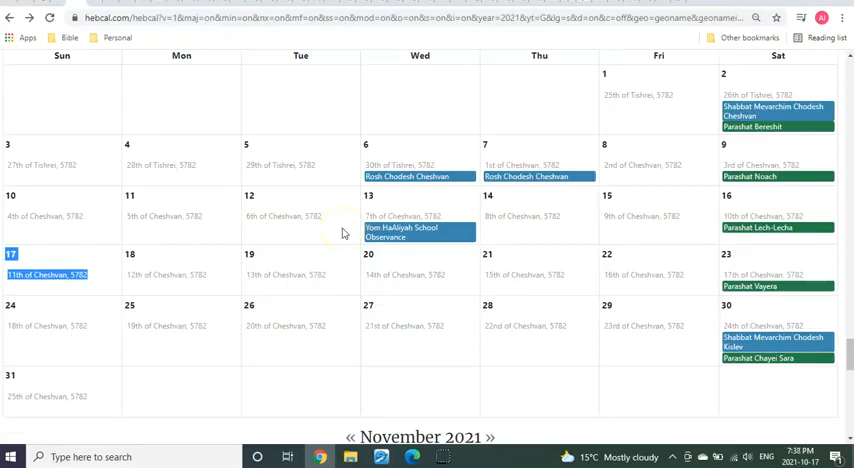 hebcal.com/hebcal?v=1&maj=on&min=on&nx=on&mf=on&ss=on&mod=on&o=on&s=on&i=on&year=2021&yt=G&lg=s&d=on&c=off&geo=geoname&geonamei...
AI
Apps Bible Personal Other bookmarks Reading list
Sun Mon Tue Wed Thu Fri Sat
1 2
25th of Tishrei, 5782 26th of Tishrei, 5782
Shabbat Mevarchim Chodesh
Cheshvan
Parashat Bereshit
3 4 5 6 7 8 9
27th of Tishrei, 5782 28th of Tishrei, 5782 29th of Tishrei, 5782 30th of Tishrei, 5782 1st of Cheshvan, 5782 2nd of Cheshvan, 5782 3rd of Cheshvan, 5782
Rosh Chodesh Cheshvan Rosh Chodesh Cheshvan Parashat Noach
10 11 12 13 14 15 16
4th of Cheshvan, 5782 5th of Cheshvan, 5782 6th of Cheshvan, 5782 7th of Cheshvan, 5782 8th of Cheshvan, 5782 9th of Cheshvan, 5782 10th of Cheshvan, 5782
Yom HaAliyah School Parashat Lech-Lecha
Observance
17 18 19 20 21 22 23
11th of Cheshvan, 5782 12th of Cheshvan, 5782 13th of Cheshvan, 5782 14th of Cheshvan, 5782 15th of Cheshvan, 5782 16th of Cheshvan, 5782 17th of Cheshvan, 5782
Parashat Vayera
24 25 26 27 28 29 30
18th of Cheshvan, 5782 19th of Cheshvan, 5782 20th of Cheshvan, 5782 21st of Cheshvan, 5782 22nd of Cheshvan, 5782 23rd of Cheshvan, 5782 24th of Cheshvan, 5782
Shabbat Mevarchim Chodesh
Kislev
Parashat Chayei Sara
31
25th of Cheshvan, 5782
« November 2021 »
Type here to search 15°C Mostly cloudy ENG 7:38 PM
2021-10-17